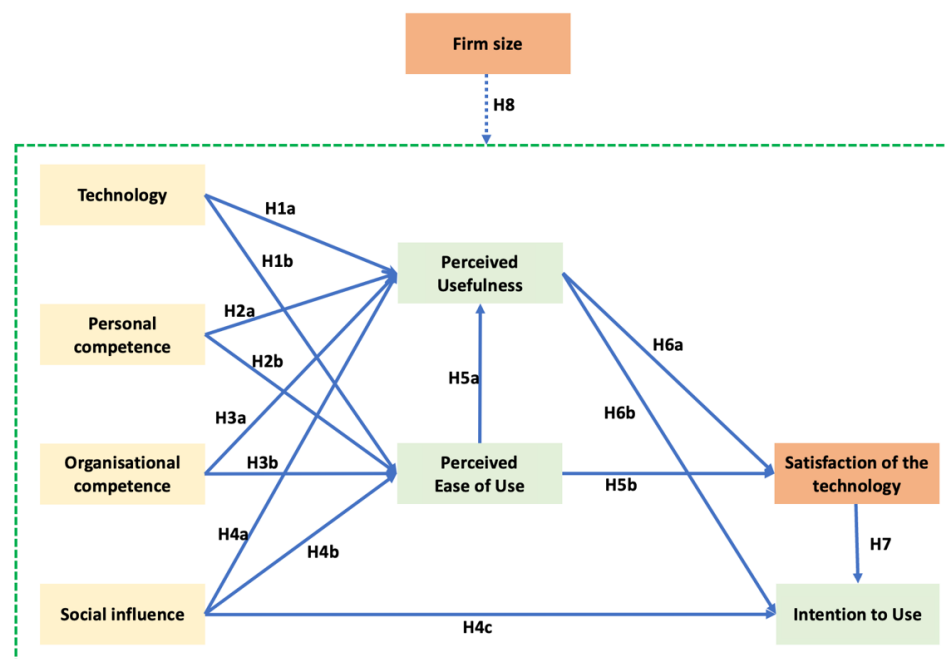 Firm size
H8
Technology
H1a
H1b
Perceived
Usefulness
H2a
Personal
competence
H2b
H6a
H5a
H6b
H3a
Organisational
competence
H3b
Perceived
Ease of Use
H5b
Satisfaction of the
technology
H4a
H4b
H7
Social influence
H4c
Intention to Use